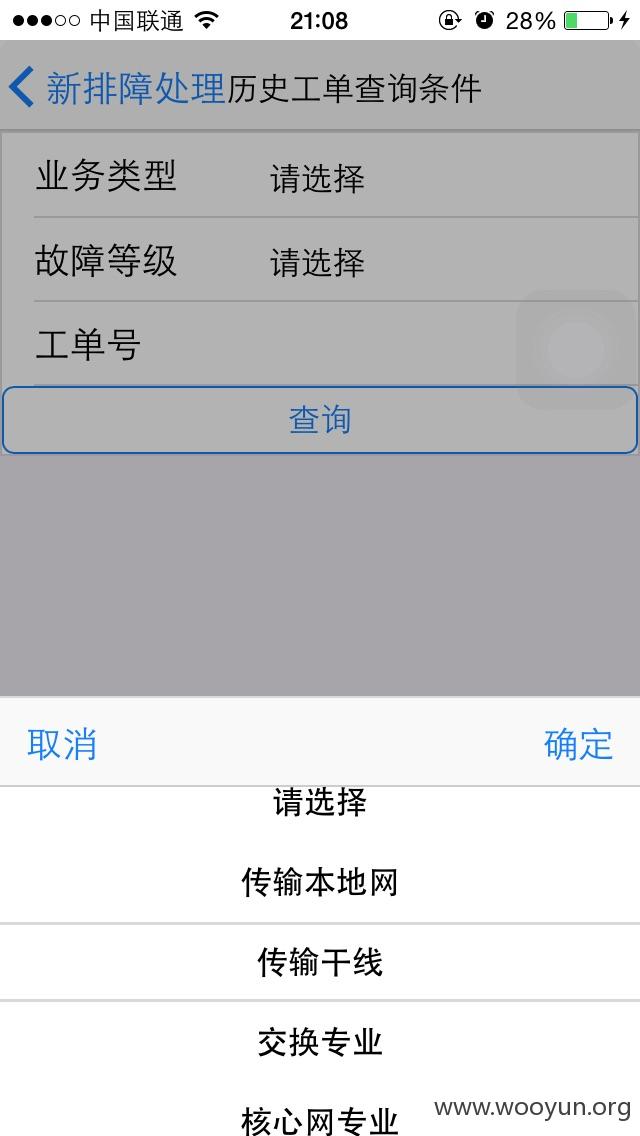 中国联通 21:08 28%
新排障处理历史工单查询条件
业务类型 请选择
故障等级 请选择
工单号
查询
取消 确定
请选择
传输本地网
传输干线
交换专业
核心网专业
www.wooyun.org